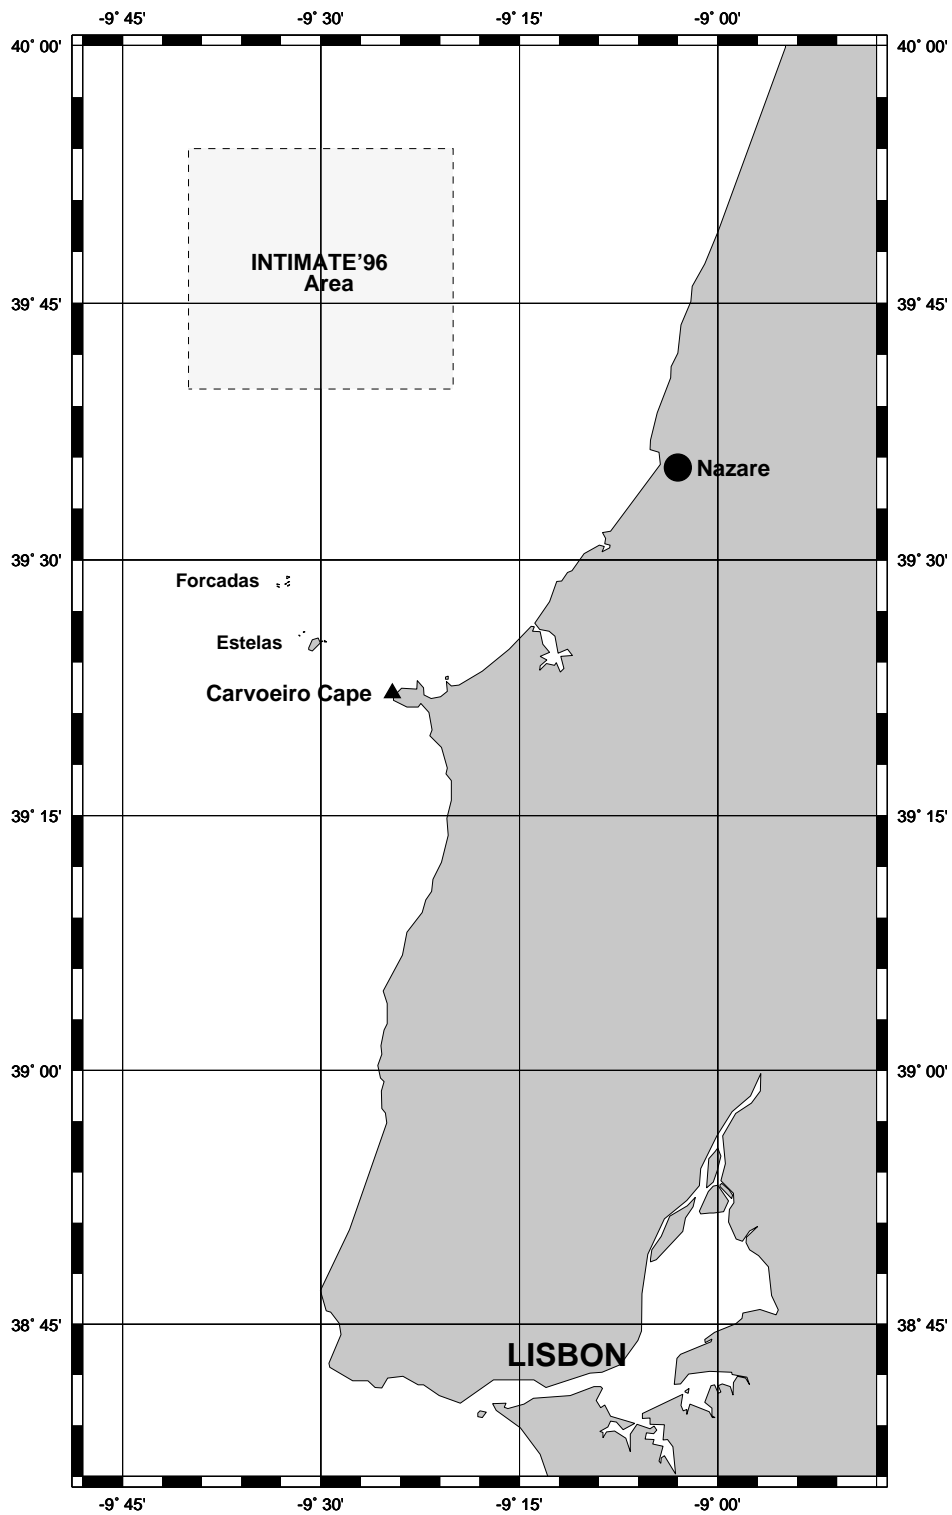 -9˚ 45' -9˚ 30' -9˚ 15' -9˚ 00'
40˚ 00' 40˚ 00'
INTIMATE'96
Area
39˚ 45' 39˚ 45'
Nazare
39˚ 30' 39˚ 30'
Forcadas
Estelas
Carvoeiro Cape
39˚ 15' 39˚ 15'
39˚ 00' 39˚ 00'
38˚ 45' 38˚ 45'
LISBON
-9˚ 45' -9˚ 30' -9˚ 15' -9˚ 00'